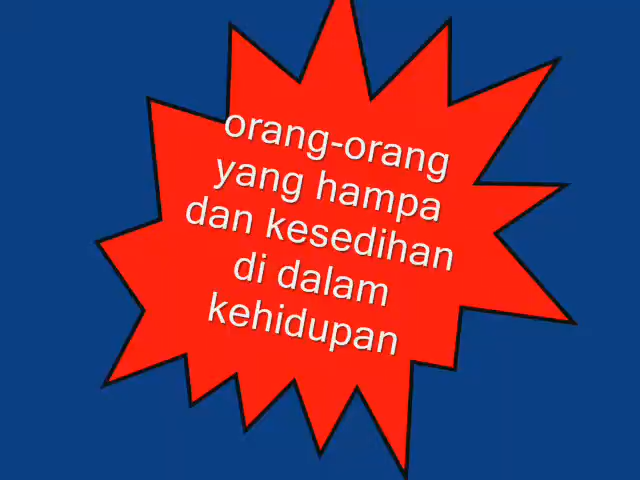 orang-orang
yang hampa
dan kesedihan
di dalam
kehidupan